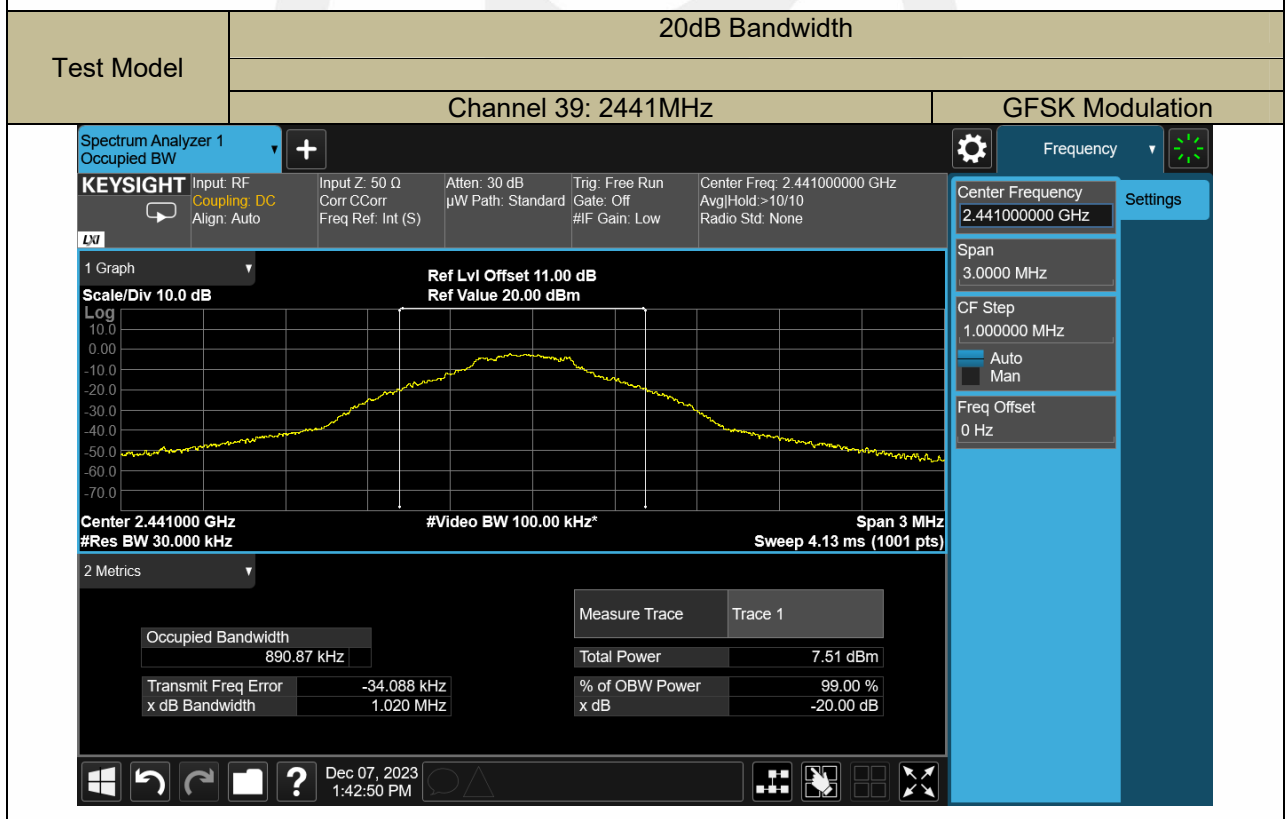 20dB Bandwidth
Test Model
Channel 39: 2441MHz
GFSK Modulation
Spectrum Analyzer 1
Occupied BW
Frequency
KEYSIGHT
LXI
Input: RF
Coupling: DC
Align: Auto
Input Z: 50 Ω
Corr CCorr
Freq Ref: Int (S)
Atten: 30 dB
µW Path: Standard
Trig: Free Run
Gate: Off
#IF Gain: Low
Center Freq: 2.441000000 GHz
Avg|Hold:>10/10
Radio Std: None
Center Frequency
2.441000000 GHz
Settings
Span
3.0000 MHz
CF Step
1.000000 MHz
Auto
Man
Freq Offset
0 Hz
1 Graph
Ref Lvl Offset 11.00 dB
Scale/Div 10.0 dB
Ref Value 20.00 dBm
Log
10.0
0.00
-10.0
-20.0
-30.0
-40.0
-50.0
-60.0
-70.0
Center 2.441000 GHz
#Video BW 100.00 kHz*
Span 3 MHz
#Res BW 30.000 kHz
Sweep 4.13 ms (1001 pts)
2 Metrics
Measure Trace
Trace 1
Occupied Bandwidth
890.87 kHz
Total Power
7.51 dBm
Transmit Freq Error
-34.088 kHz
% of OBW Power
99.00 %
x dB Bandwidth
1.020 MHz
x dB
-20.00 dB
?
Dec 07, 2023
1:42:50 PM